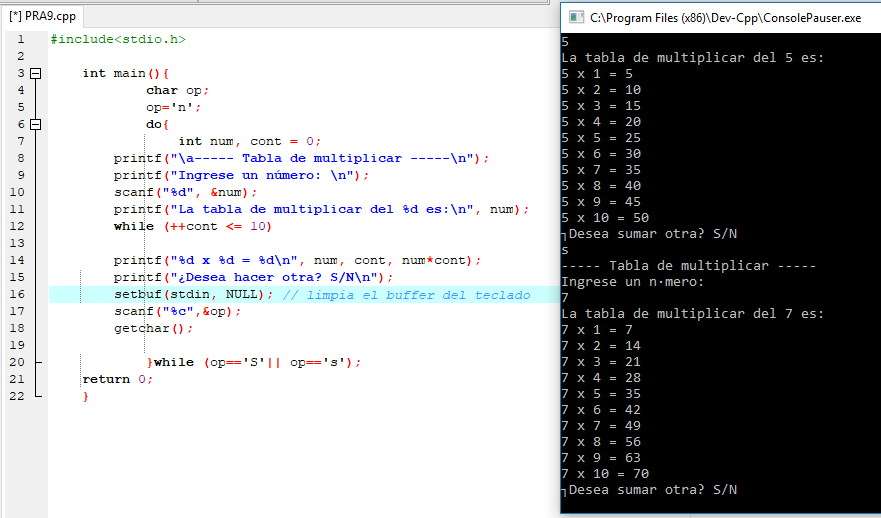 [*] PRA9.cpp
1 #include<stdio.h>
2
3 int main(){
4 char op;
5 op='n';
6 do{
7 int num, cont = 0;
8 printf("\a----- Tabla de multiplicar -----\n");
9 printf("Ingrese un número: \n");
10 scanf("%d", &num);
11 printf("La tabla de multiplicar del %d es:\n", num);
12 while (++cont <= 10)
13
14 printf("%d x %d = %d\n", num, cont, num*cont);
15 printf("¿Desea hacer otra? S/N\n");
16 setbuf(stdin, NULL); // limpia el buffer del teclado
17 scanf("%c",&op);
18 getchar();
19
20 }while (op=='S'|| op=='s');
21 return 0;
22 }
C:\Program Files (x86)\Dev-Cpp\ConsolePauser.exe
5
La tabla de multiplicar del 5 es:
5 x 1 = 5
5 x 2 = 10
5 x 3 = 15
5 x 4 = 20
5 x 5 = 25
5 x 6 = 30
5 x 7 = 35
5 x 8 = 40
5 x 9 = 45
5 x 10 = 50
┐Desea sumar otra? S/N
s
----- Tabla de multiplicar -----
Ingrese un n·mero:
7
La tabla de multiplicar del 7 es:
7 x 1 = 7
7 x 2 = 14
7 x 3 = 21
7 x 4 = 28
7 x 5 = 35
7 x 6 = 42
7 x 7 = 49
7 x 8 = 56
7 x 9 = 63
7 x 10 = 70
┐Desea sumar otra? S/N